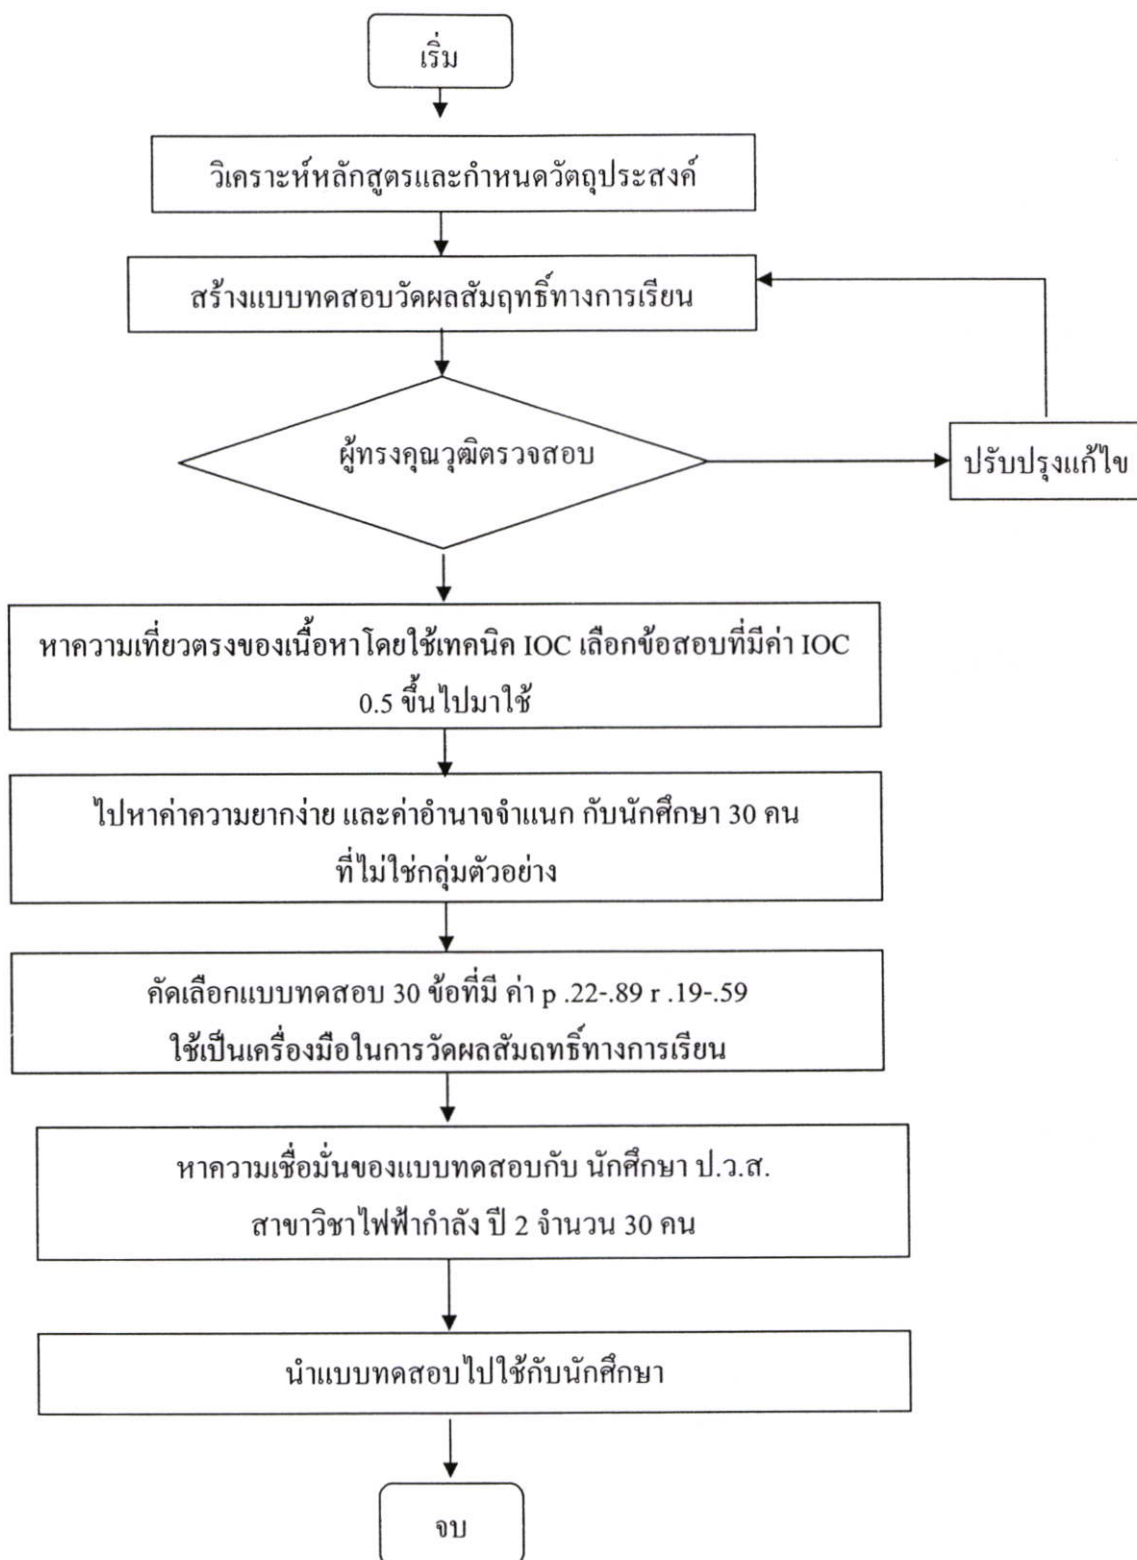 เริ่ม
วิเคราะห์หลักสูตรและกำหนดวัตถุประสงค์
สร้างแบบทดสอบวัดผลสัมฤทธิ์ทางการเรียน
ผู้ทรงคุณวุฒิตรวจสอบ
ปรับปรุงแก้ไข
หาความเที่ยวตรงของเนื้อหาโดยใช้เทคนิค IOC เลือกข้อสอบที่มีค่า IOC
0.5 ขึ้นไปมาใช้
ไปหาค่าความยากง่าย และค่าอำนาจจำแนก กับนักศึกษา 30 คน
ที่ไม่ใช่กลุ่มตัวอย่าง
คัดเลือกแบบทดสอบ 30 ข้อที่มี ค่า p .22-.89 r .19-.59
ใช้เป็นเครื่องมือในการวัดผลสัมฤทธิ์ทางการเรียน
หาความเชื่อมั่นของแบบทดสอบกับ นักศึกษา ป.ว.ส.
สาขาวิชาไฟฟ้ากำลัง ปี 2 จำนวน 30 คน
นำแบบทดสอบไปใช้กับนักศึกษา
จบ